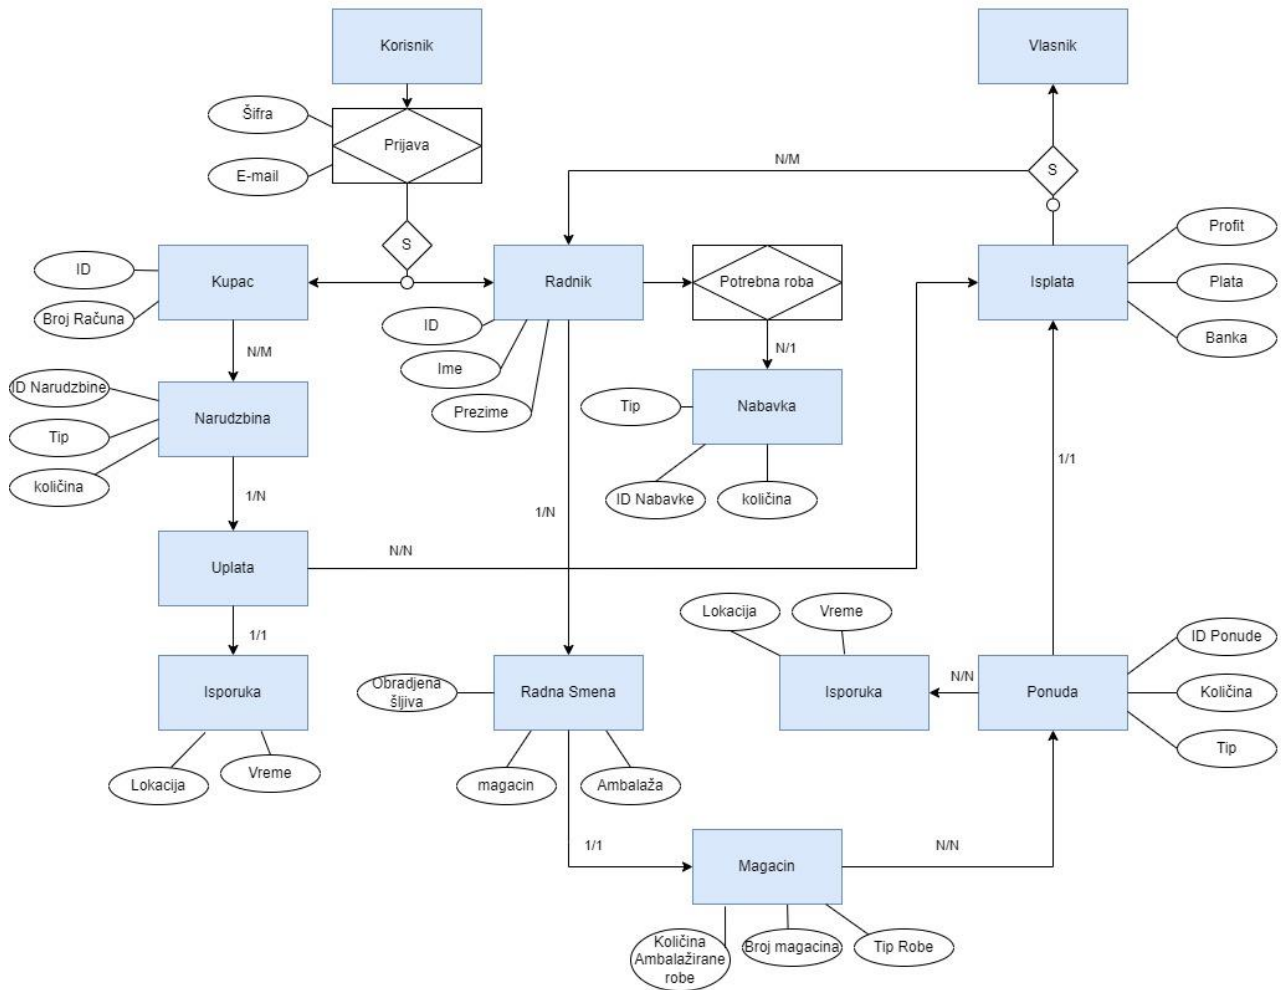 Korisnik
Vlasnik
Šifra
Prijava
E-mail
N/M
S
S
Profit
ID
Kupac
Radnik
Potrebna roba
Isplata
Plata
Broj Računa
ID
Banka
N/M
Ime
N/1
ID Narudzbine
Narudzbina
Prezime
Tip
Nabavka
Tip
količina
ID Nabavke
količina
1/N
1/N
1/1
Uplata
N/N
Lokacija
Vreme
1/1
ID Ponude
Isporuka
Obradjena
šljiva
Radna Smena
Isporuka
N/N
Ponuda
Količina
Tip
Lokacija
Vreme
magacin
Ambalaža
1/1
Magacin
N/N
Količina
Ambalažirane
robe
Broj magacina
Tip Robe